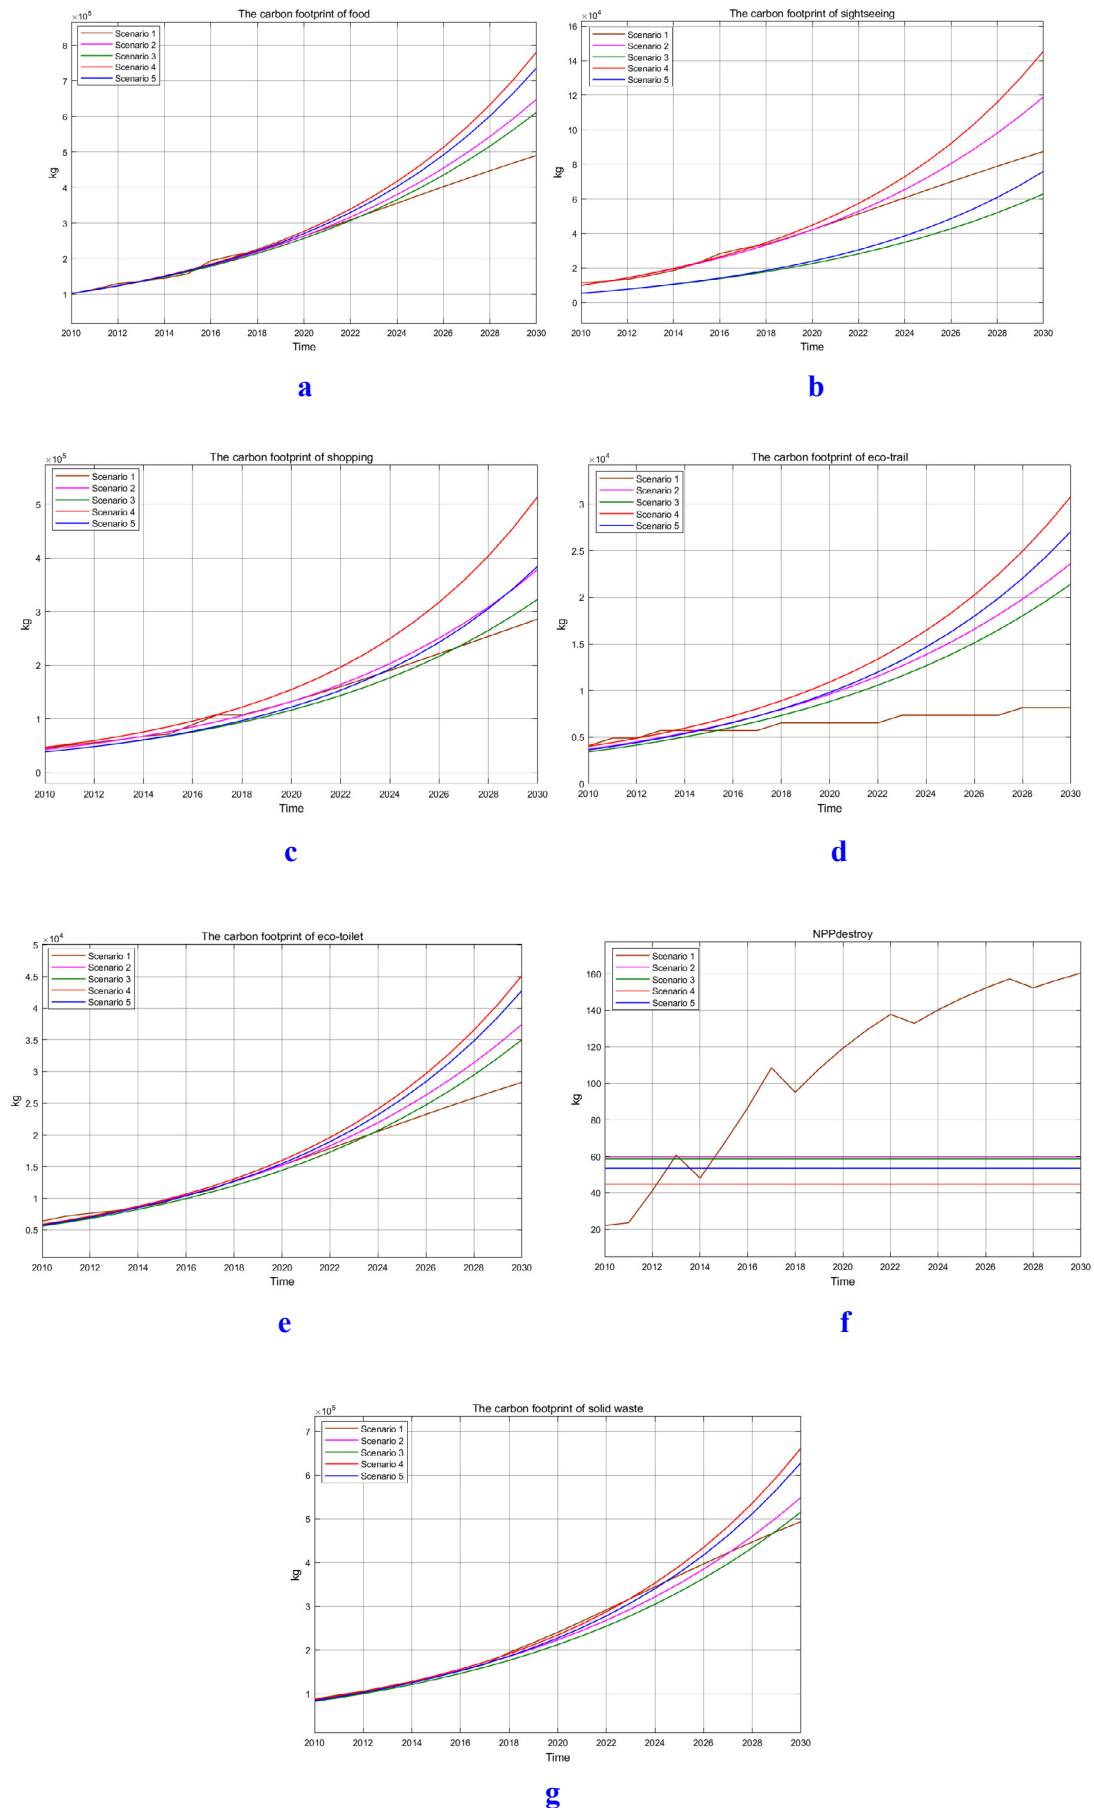 The carbon footprint of food
×10⁵
Scenario 1
Scenario 2
Scenario 3
Scenario 4
Scenario 5
8
7
6
5
4
3
2
1
kg
2010 2012 2014 2016 2018 2020 2022 2024 2026 2028 2030
Time
a
The carbon footprint of sightseeing
×10⁴
Scenario 1
Scenario 2
Scenario 3
Scenario 4
Scenario 5
16
14
12
10
8
6
4
2
0
kg
2010 2012 2014 2016 2018 2020 2022 2024 2026 2028 2030
Time
b
The carbon footprint of shopping
×10⁵
Scenario 1
Scenario 2
Scenario 3
Scenario 4
Scenario 5
5
4
3
2
1
0
kg
2010 2012 2014 2016 2018 2020 2022 2024 2026 2028 2030
Time
c
The carbon footprint of eco-trail
×10⁴
Scenario 1
Scenario 2
Scenario 3
Scenario 4
Scenario 5
3
2.5
2
1.5
1
0.5
0
kg
2010 2012 2014 2016 2018 2020 2022 2024 2026 2028 2030
Time
d
The carbon footprint of eco-toilet
×10⁴
Scenario 1
Scenario 2
Scenario 3
Scenario 4
Scenario 5
5
4.5
4
3.5
3
2.5
2
1.5
1
0.5
kg
2010 2012 2014 2016 2018 2020 2022 2024 2026 2028 2030
Time
e
NPPdestroy
Scenario 1
Scenario 2
Scenario 3
Scenario 4
Scenario 5
160
140
120
100
80
60
40
20
kg
2010 2012 2014 2016 2018 2020 2022 2024 2026 2028 2030
Time
f
The carbon footprint of solid waste
×10⁵
Scenario 1
Scenario 2
Scenario 3
Scenario 4
Scenario 5
7
6
5
4
3
2
1
kg
2010 2012 2014 2016 2018 2020 2022 2024 2026 2028 2030
Time
g